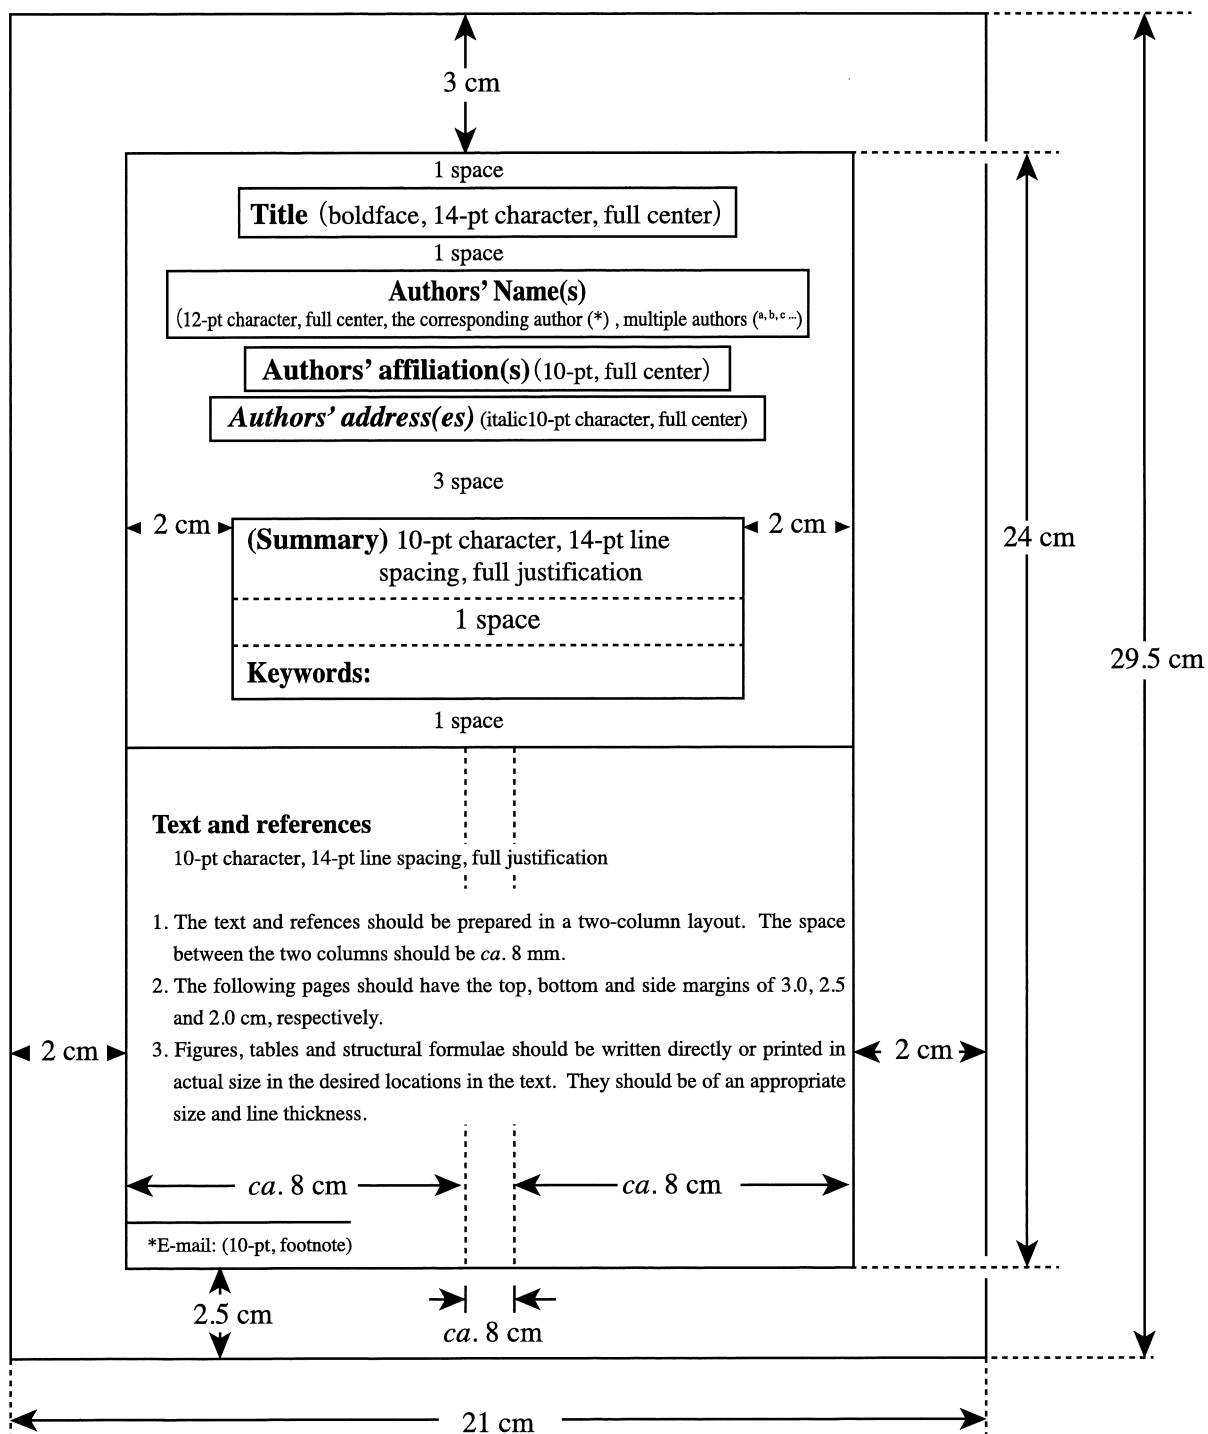 3 cm
1 space
Title (boldface, 14-pt character, full center)
1 space
Authors' Name(s)
(12-pt character, full center, the corresponding author (*) , multiple authors (a, b, c ...)
Authors' affiliation(s) (10-pt, full center)
Authors' address(es) (italic10-pt character, full center)
3 space
2 cm
2 cm
(Summary) 10-pt character, 14-pt line
spacing, full justification
24 cm
1 space
29.5 cm
Keywords:
1 space
Text and references
10-pt character, 14-pt line spacing, full justification
1. The text and refences should be prepared in a two-column layout. The space
between the two columns should be ca. 8 mm.
2. The following pages should have the top, bottom and side margins of 3.0, 2.5
and 2.0 cm, respectively.
2 cm
3. Figures, tables and structural formulae should be written directly or printed in
2 cm
actual size in the desired locations in the text. They should be of an appropriate
size and line thickness.
ca. 8 cm
ca. 8 cm
*E-mail: (10-pt, footnote)
2.5 cm
ca. 8 cm
21 cm